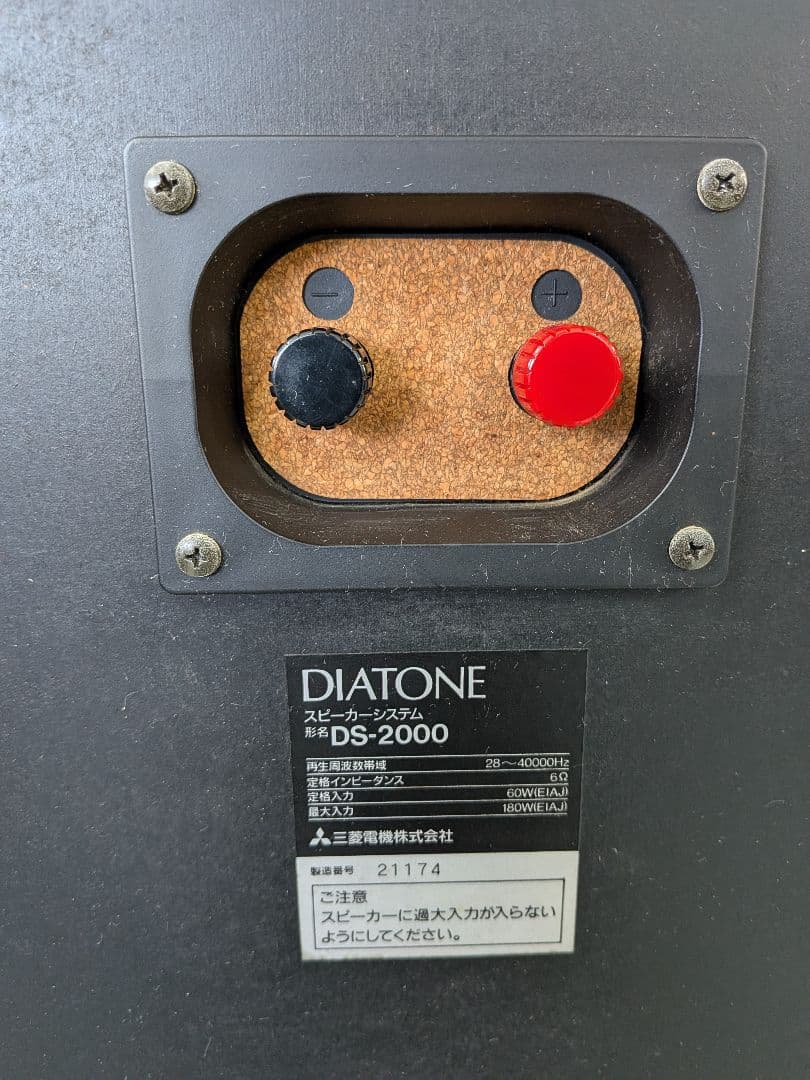 −
+
DIATONE
スピーカーシステム
形名 DS-2000
再生周波数帯域 28〜40000Hz
定格インピータンス 6Ω
定格入力 60W(EIAJ)
最大入力 180W(EIAJ)
三菱電機株式会社
製造番号 21174
ご注意
スピーカーに過大入力が入らない
ようにしてください。